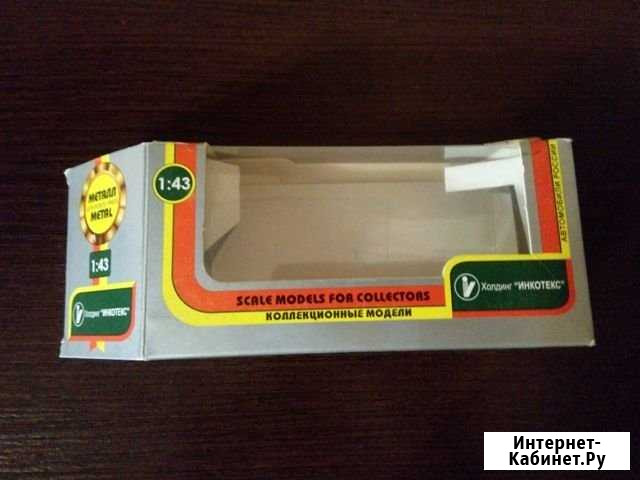 МЕТАЛЛ
METAL
1:43
Холдинг "ИНКОТЕКС"
1:43
SCALE MODELS FOR COLLECTORS
КОЛЛЕКЦИОННЫЕ МОДЕЛИ
Холдинг "ИНКОТЕКС"
АВТОМОБИЛИ РОССИИ
Интернет-
Кабинет.Ру